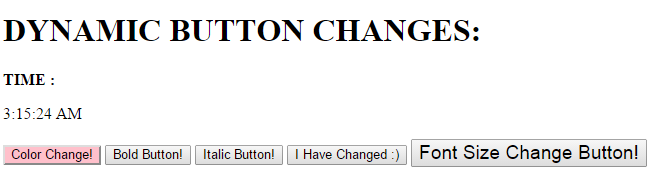 DYNAMIC BUTTON CHANGES:
TIME :
3:15:24 AM
Color Change! Bold Button! Italic Button! I Have Changed :) Font Size Change Button!